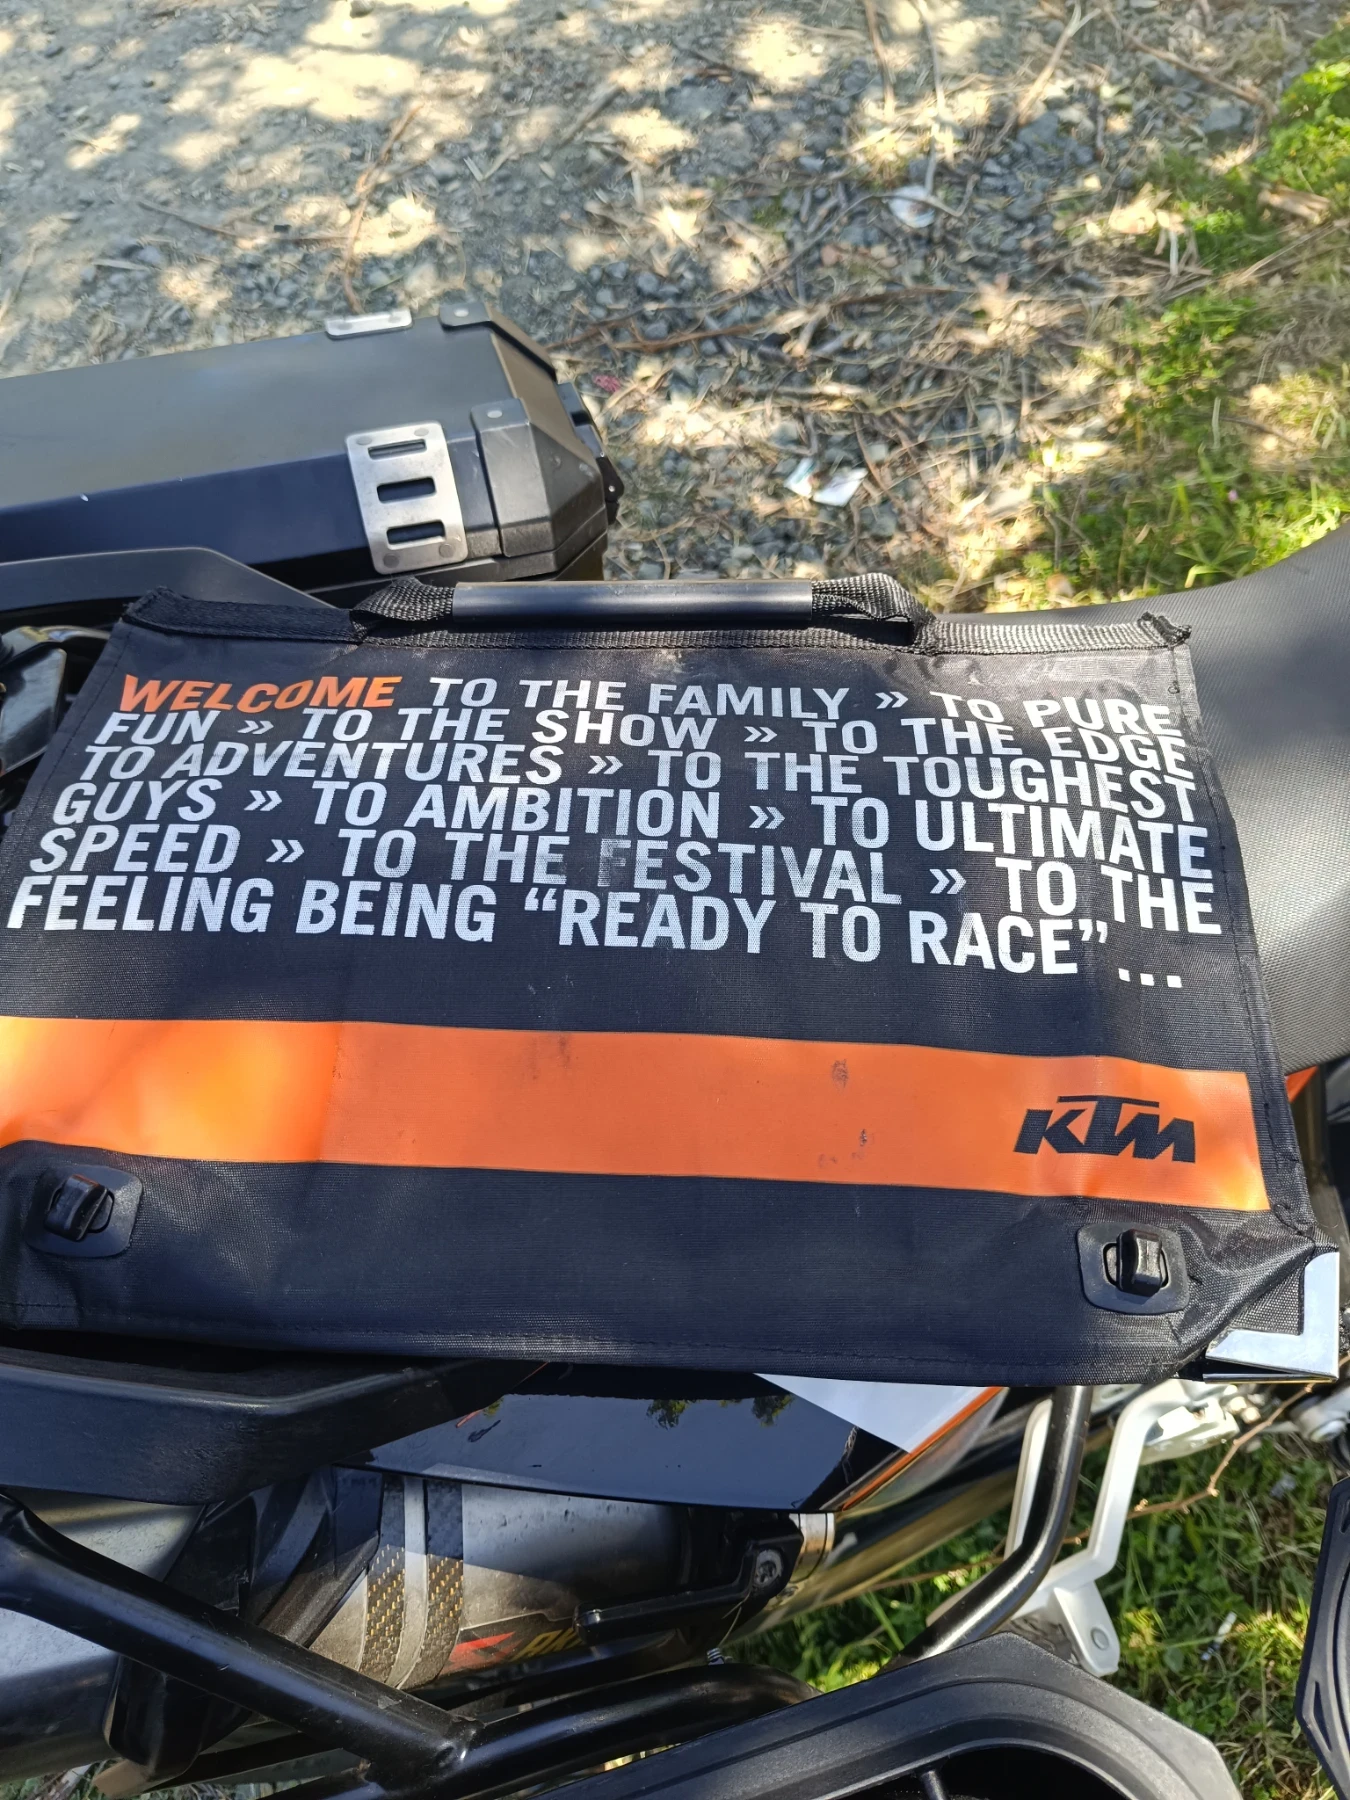 WELCOME TO THE FAMILY » TO PURE
FUN » TO THE SHOW » TO THE EDGE
TO ADVENTURES » TO THE TOUGHEST
GUYS » TO AMBITION » TO ULTIMATE
SPEED » TO THE FESTIVAL » TO THE
FEELING BEING “READY TO RACE”...
KTM